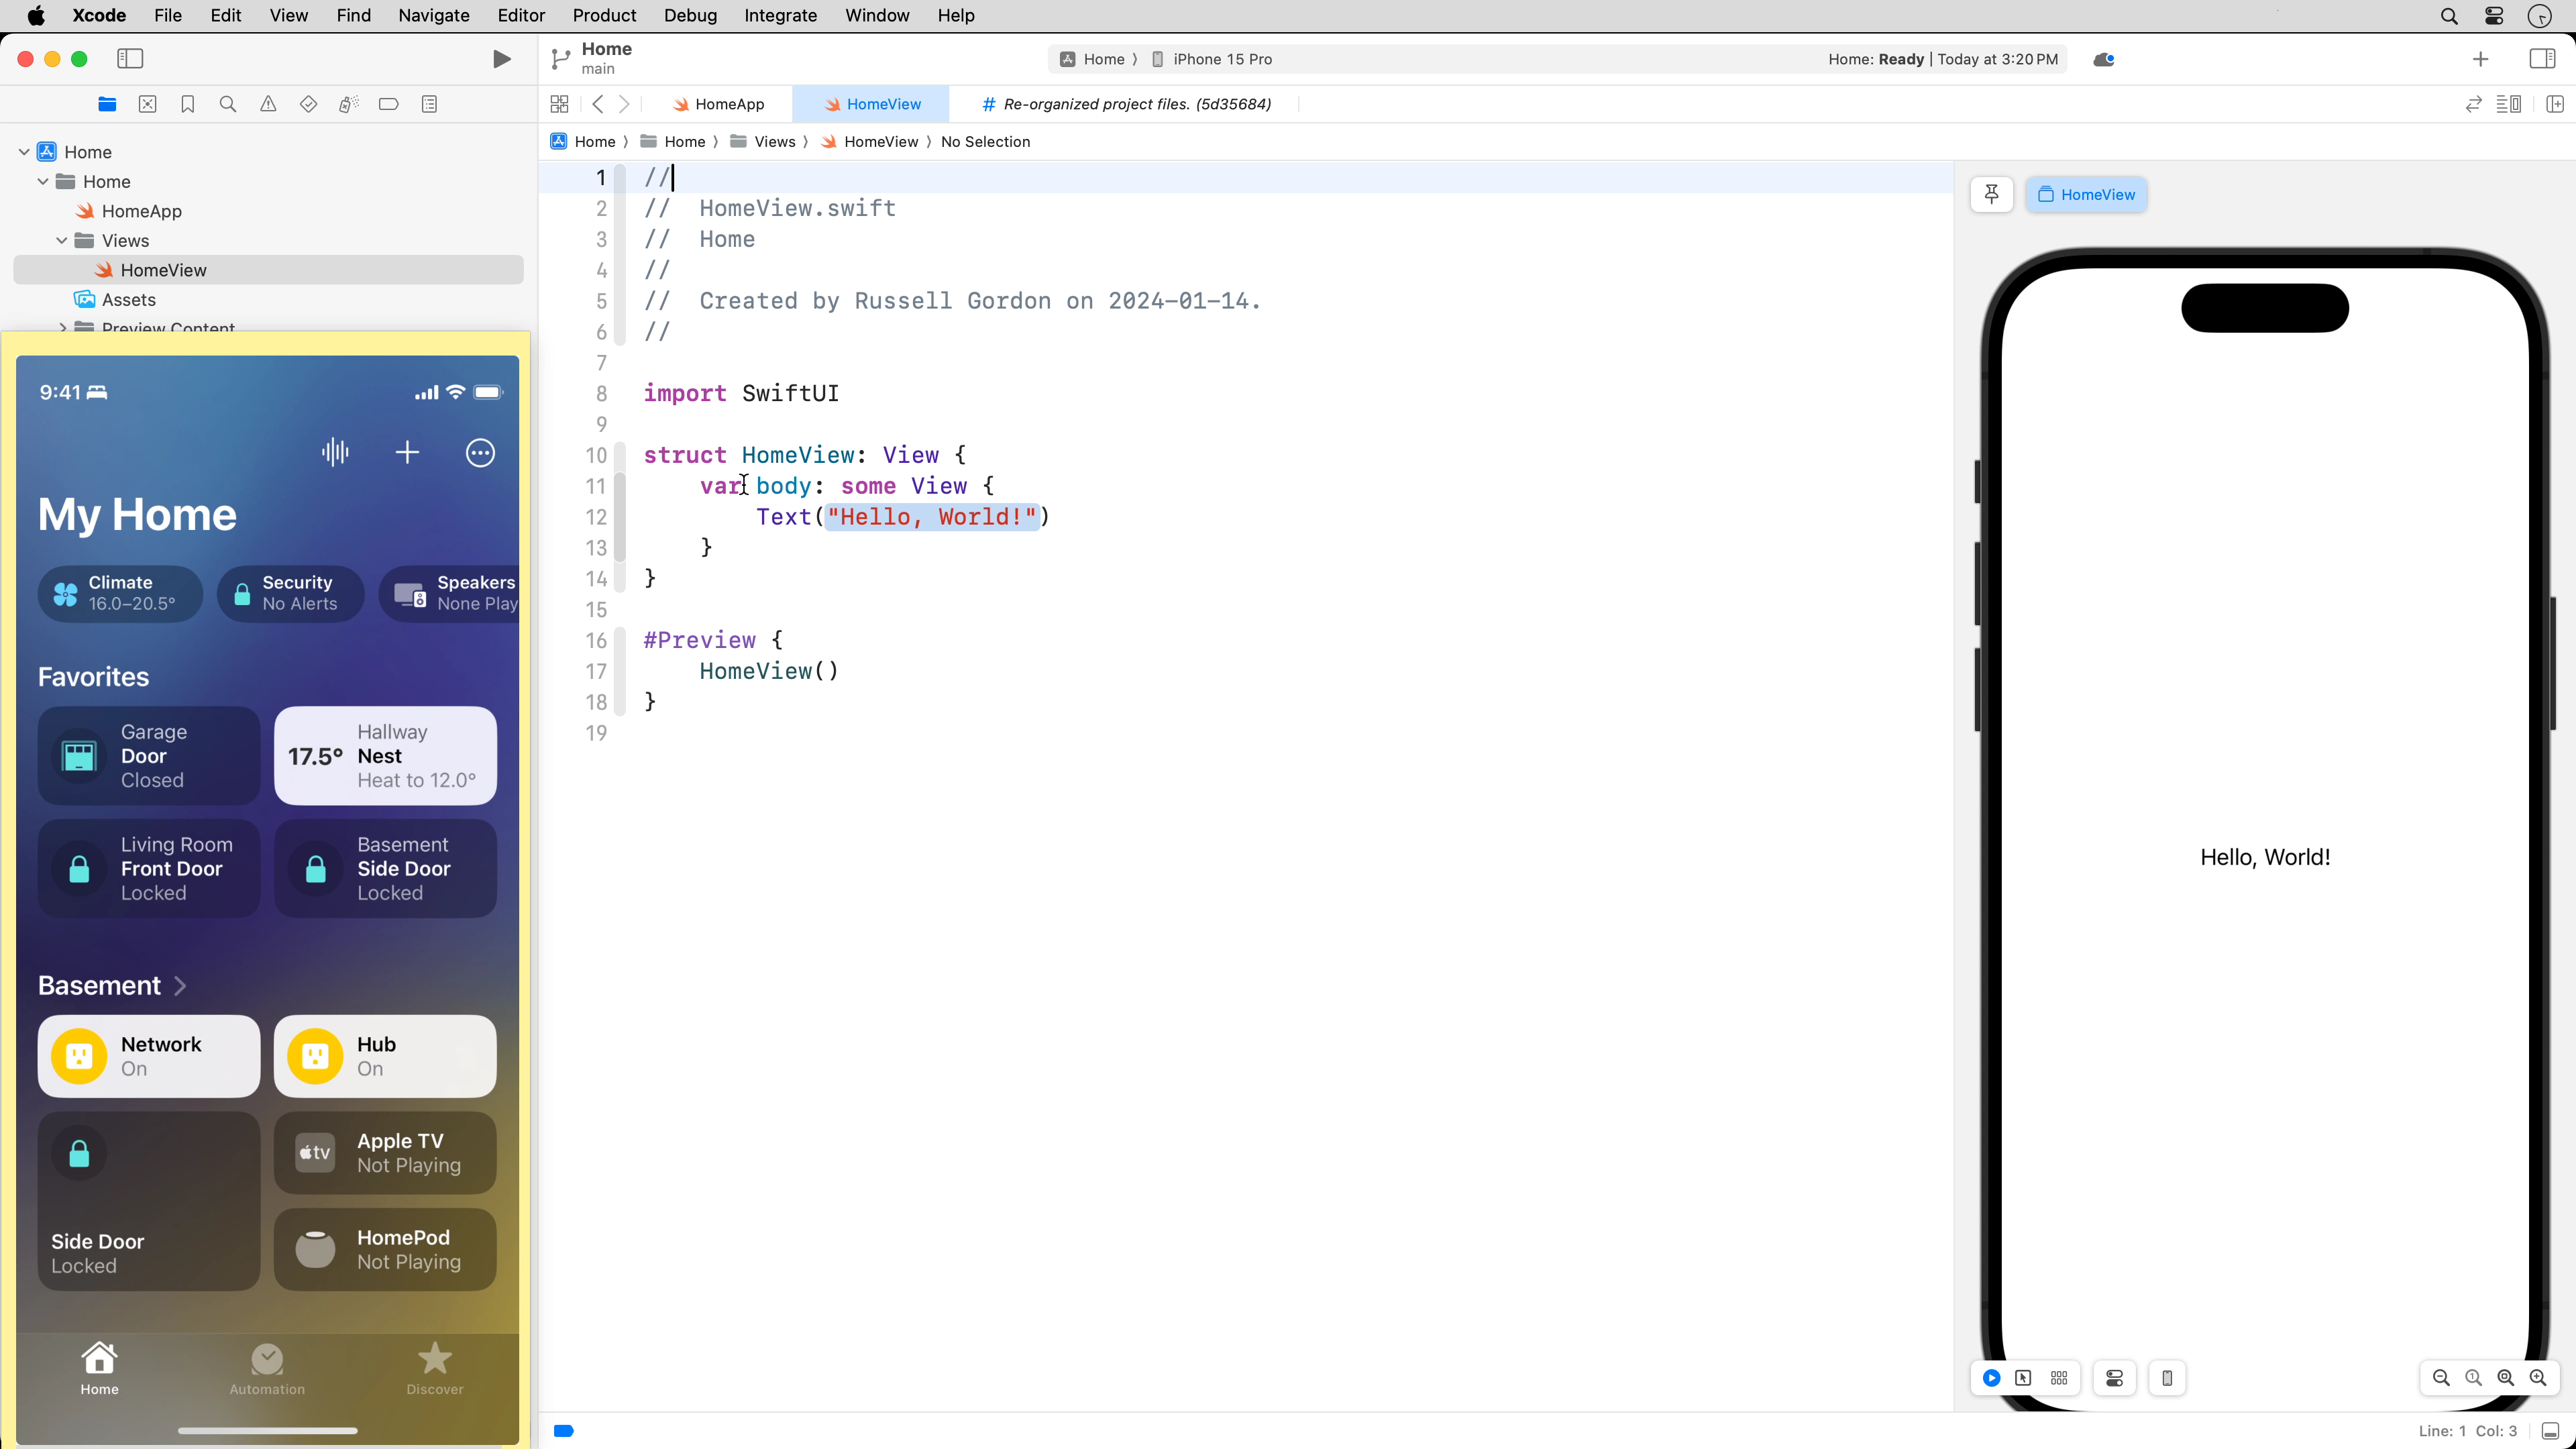 Xcode File Edit View Find Navigate Editor Product Debug Integrate Window Help
Home
main
Home 〉 iPhone 15 Pro
Home: Ready | Today at 3:20 PM
HomeApp
HomeView
# Re-organized project files. (5d35684)
Home 〉 Home 〉 Views 〉 HomeView 〉 No Selection
Home
Home
HomeApp
Views
HomeView
Assets
Preview Content
9:41
My Home
Climate
16.0–20.5°
Security
No Alerts
Speakers
None Play
Favorites
Garage
Door
Closed
17.5°
Hallway
Nest
Heat to 12.0°
Living Room
Front Door
Locked
Basement
Side Door
Locked
Basement
Network
On
Hub
On
Side Door
Locked
tv
Apple TV
Not Playing
HomePod
Not Playing
Home
Automation
Discover
1 //
2 //  HomeView.swift
3 //  Home
4 //
5 //  Created by Russell Gordon on 2024-01-14.
6 //
7
8 import SwiftUI
9
10 struct HomeView: View {
11     var body: some View {
12         Text("Hello, World!")
13     }
14 }
15
16 #Preview {
17     HomeView()
18 }
19
HomeView
Hello, World!
Line: 1 Col: 3